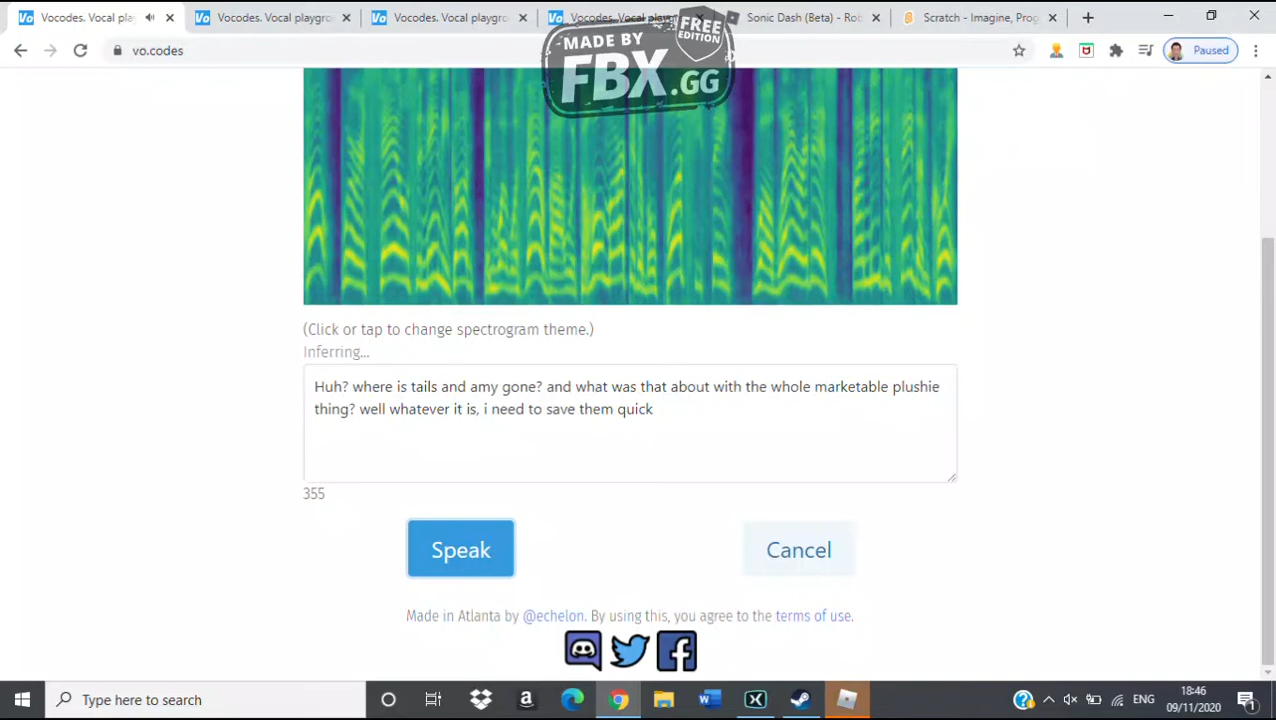 Vocodes. Vocal pla
Vocodes. Vocal playgro
Vocodes. Vocal playgro
Vocodes. Vocal playgro
Sonic Dash (Beta) - Rob
Scratch - Imagine, Prog
vo.codes
Paused
MADE BY
FBX.GG
FREE
EDITION
(Click or tap to change spectrogram theme.)
Inferring...
Huh? where is tails and amy gone? and what was that about with the whole marketable plushie
thing? well whatever it is, i need to save them quick
355
Speak
Cancel
Made in Atlanta by @echelon. By using this, you agree to the terms of use.
Type here to search
ENG
18:46
09/11/2020